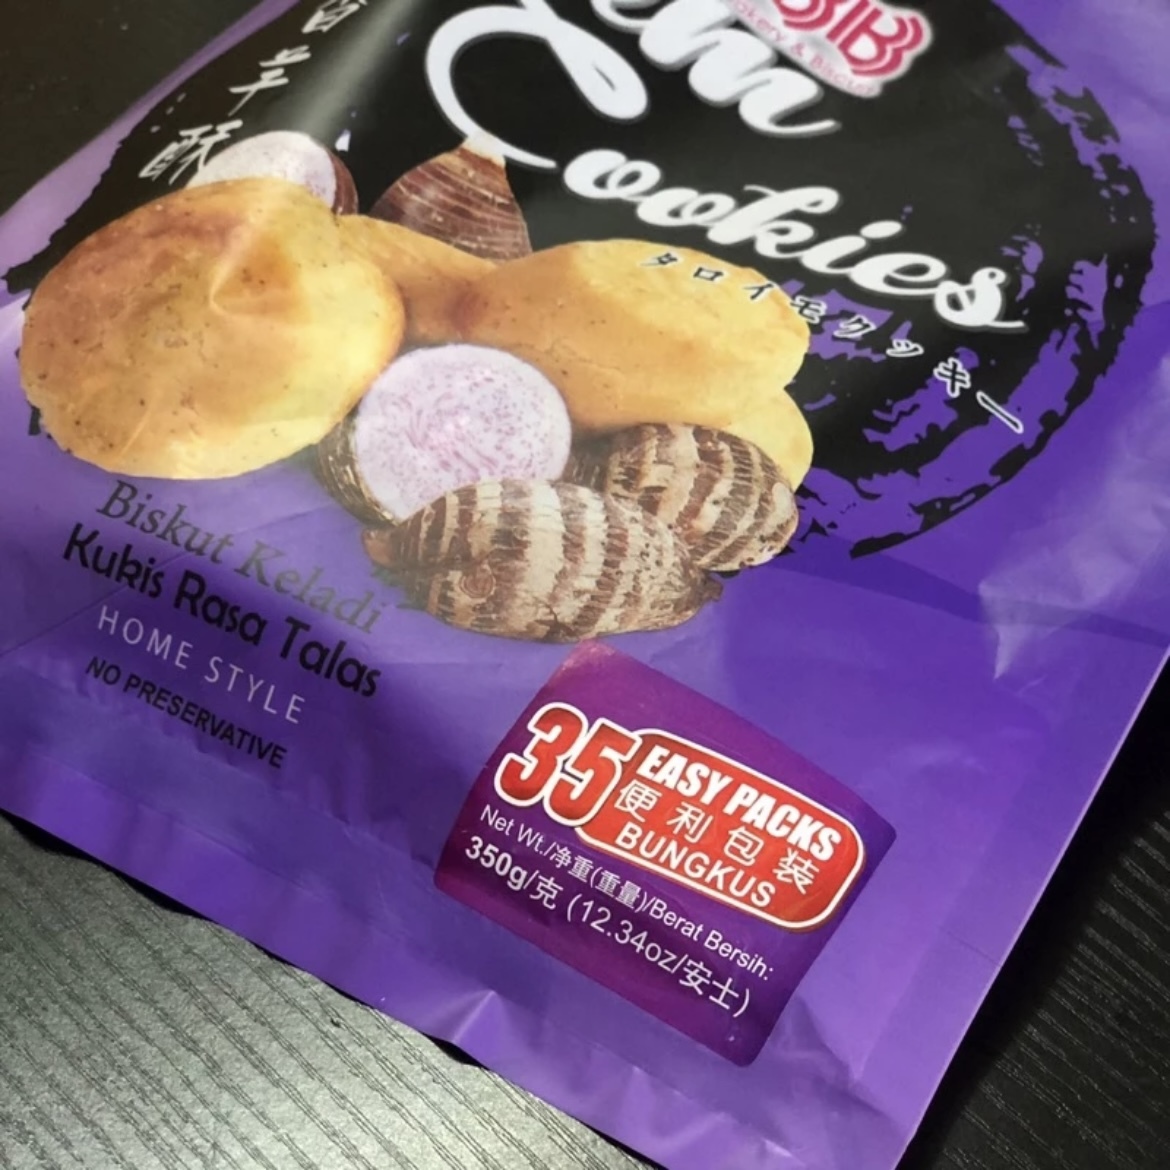 Bakery & Biscuit
Cookies
タロイモクッキー
Biskut Keladi
Kukis Rasa Talas
HOME STYLE
NO PRESERVATIVE
35
EASY PACKS
便利包装
BUNGKUS
Net Wt./净重(重量)/Berat Bersih:
350g/克 (12.34oz/安士)